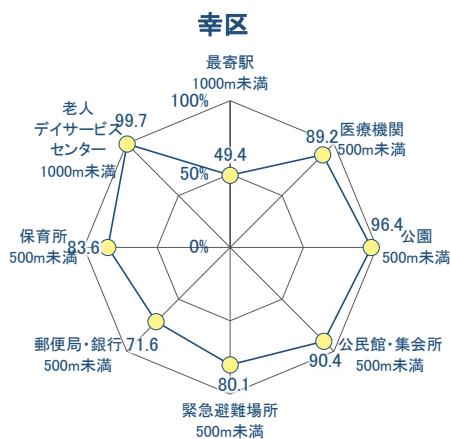 幸区
最寄駅
1000m未満
100%
50%
0%
49.4
医療機関
500m未満
89.2
公園
500m未満
96.4
公民館・集会所
500m未満
90.4
緊急避難場所
500m未満
80.1
郵便局・銀行
500m未満
71.6
保育所
500m未満
83.6
老人
デイサービス
センター
1000m未満
99.7